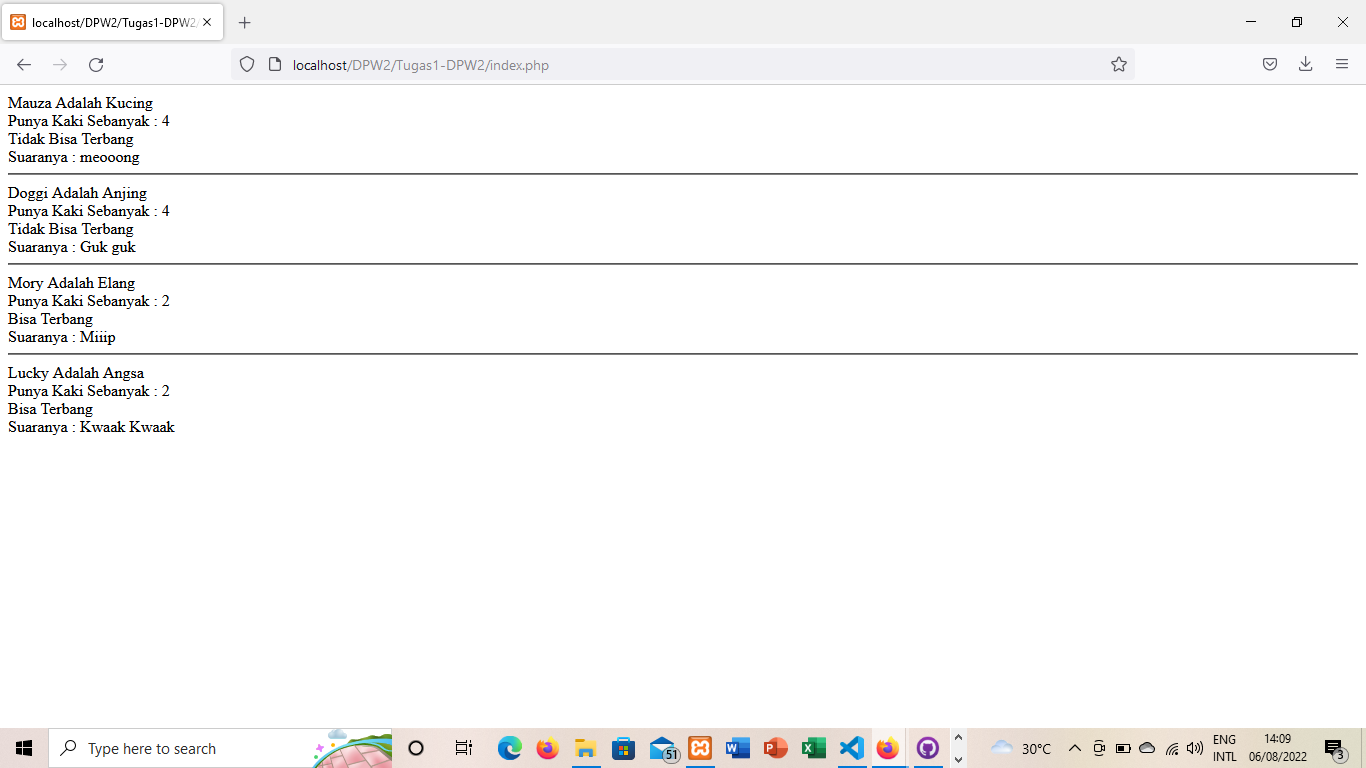 localhost/DPW2/Tugas1-DPW2/
localhost/DPW2/Tugas1-DPW2/index.php
Mauza Adalah Kucing
Punya Kaki Sebanyak : 4
Tidak Bisa Terbang
Suaranya : meooong
Doggi Adalah Anjing
Punya Kaki Sebanyak : 4
Tidak Bisa Terbang
Suaranya : Guk guk
Mory Adalah Elang
Punya Kaki Sebanyak : 2
Bisa Terbang
Suaranya : Miiip
Lucky Adalah Angsa
Punya Kaki Sebanyak : 2
Bisa Terbang
Suaranya : Kwaak Kwaak
Type here to search
51
30°C
ENG
INTL
14:09
06/08/2022
3